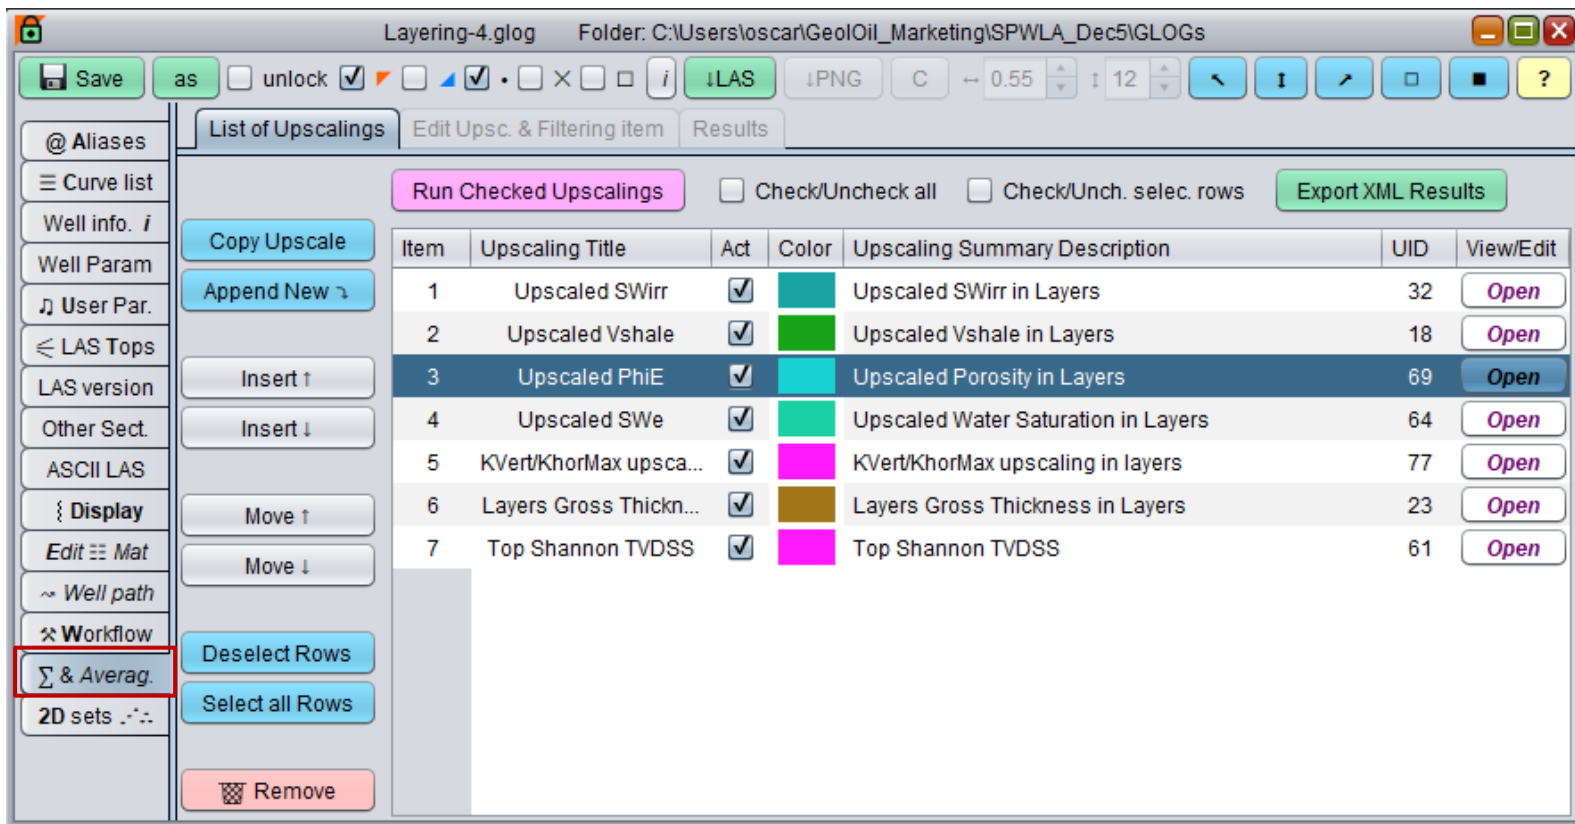 Layering-4.glog Folder: C:\Users\oscar\GeolOil_Marketing\SPWLA_Dec5\GLOGs
Save as unlock i ↓LAS ↓PNG C ↔ 0.55 ↕ 12 ?
List of Upscalings Edit Upsc. & Filtering item Results
@ Aliases
☰ Curve list
Well info. i
Well Param
♫ User Par.
⋲ LAS Tops
LAS version
Other Sect.
ASCII LAS
⌇ Display
Edit ☷ Mat
⤳ Well path
⚒ Workflow
∑ & Averag.
2D sets
Run Checked Upscalings Check/Uncheck all Check/Unch. selec. rows Export XML Results
Copy Upscale
Append New ⤵
Insert ↑
Insert ↓
Move ↑
Move ↓
Deselect Rows
Select all Rows
Remove
Item Upscaling Title Act Color Upscaling Summary Description UID View/Edit
1 Upscaled SWirr Upscaled SWirr in Layers 32 Open
2 Upscaled Vshale Upscaled Vshale in Layers 18 Open
3 Upscaled PhiE Upscaled Porosity in Layers 69 Open
4 Upscaled SWe Upscaled Water Saturation in Layers 64 Open
5 KVert/KhorMax upsca... KVert/KhorMax upscaling in layers 77 Open
6 Layers Gross Thickn... Layers Gross Thickness in Layers 23 Open
7 Top Shannon TVDSS Top Shannon TVDSS 61 Open